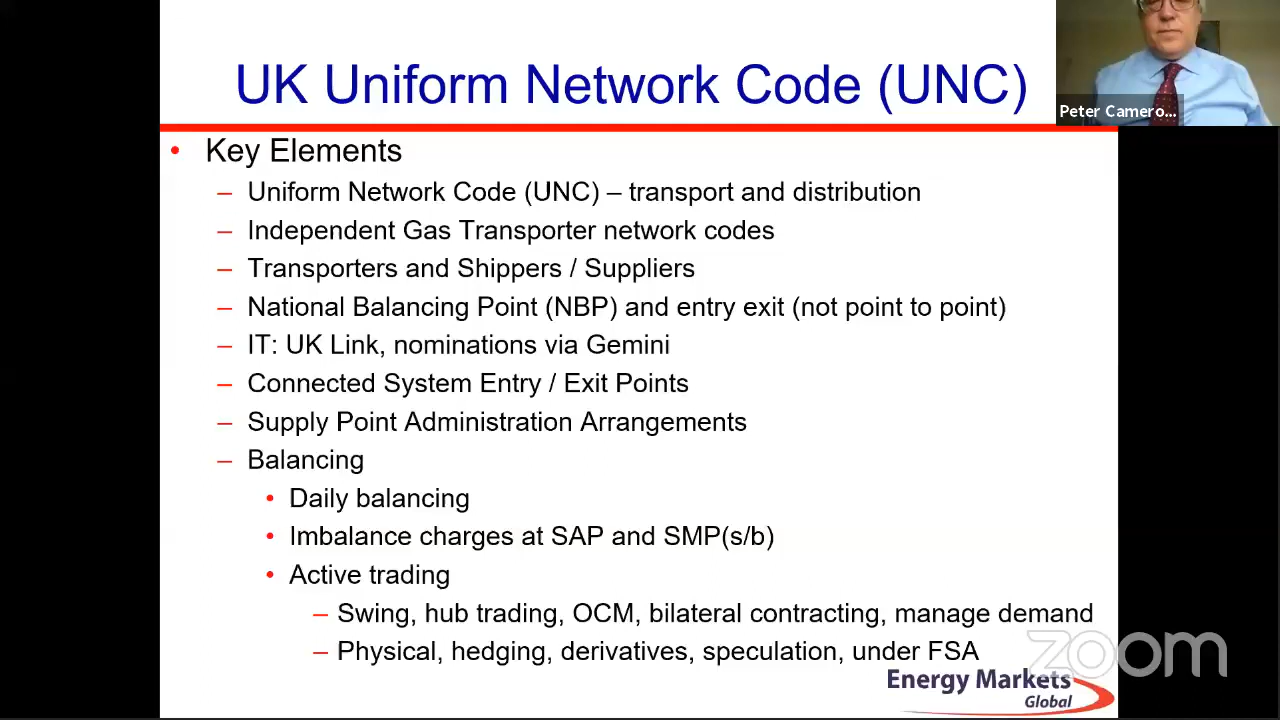 UK Uniform Network Code (UNC)
Peter Camero...
• Key Elements
– Uniform Network Code (UNC) – transport and distribution
– Independent Gas Transporter network codes
– Transporters and Shippers / Suppliers
– National Balancing Point (NBP) and entry exit (not point to point)
– IT: UK Link, nominations via Gemini
– Connected System Entry / Exit Points
– Supply Point Administration Arrangements
– Balancing
• Daily balancing
• Imbalance charges at SAP and SMP(s/b)
• Active trading
– Swing, hub trading, OCM, bilateral contracting, manage demand
– Physical, hedging, derivatives, speculation, under FSA
zoom
Energy Markets
Global